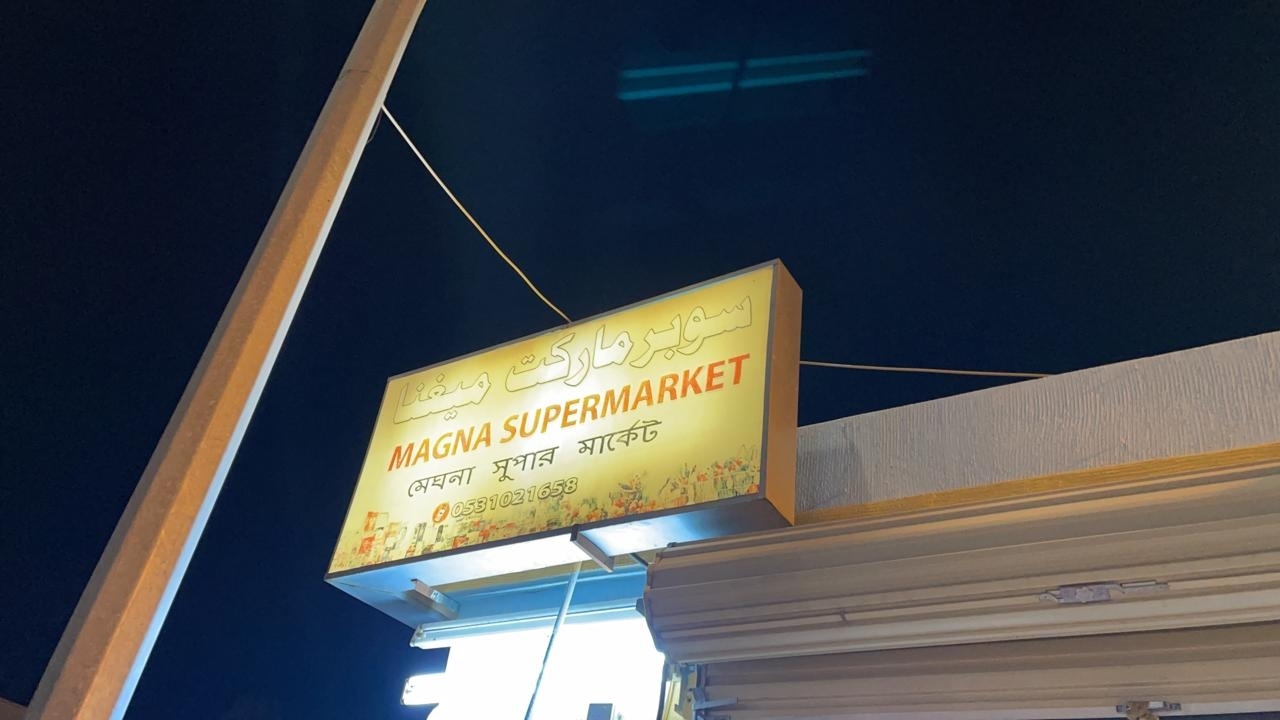 سوبرماركت ميغنا
MAGNA SUPERMARKET
মেঘনা সুপার মার্কেট
0531021658